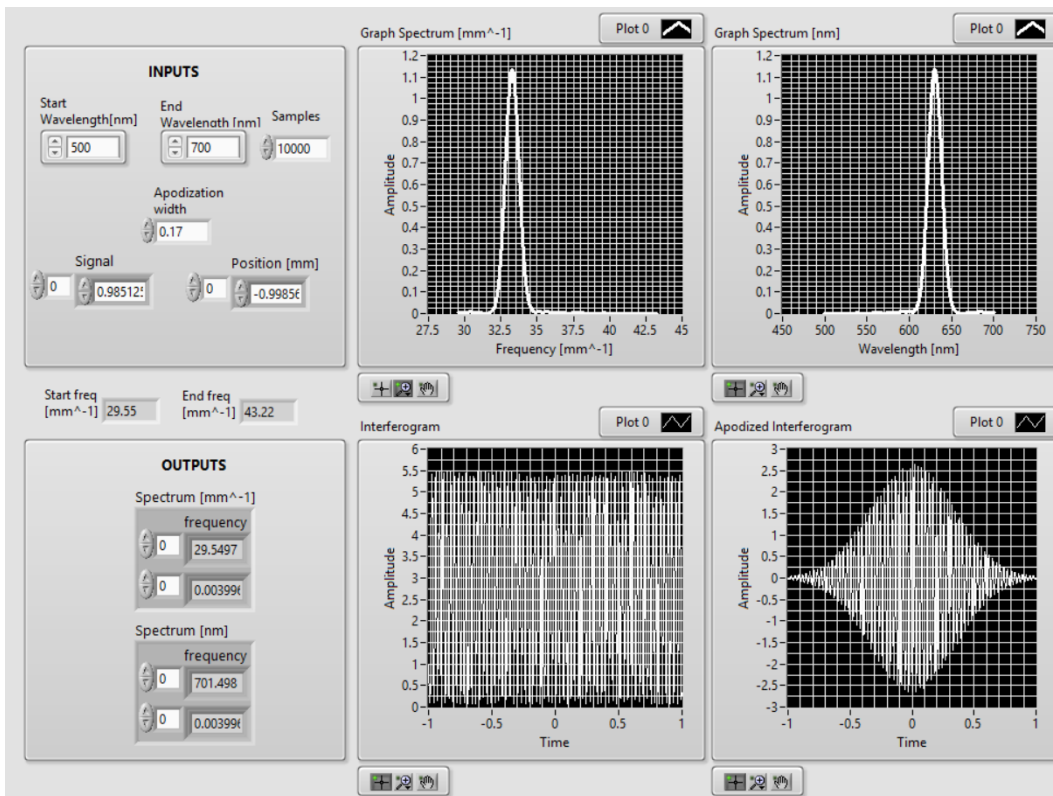 INPUTS
Start
Wavelength[nm]
500
End
Wavelength [nm]
700
Samples
10000
Apodization
width
0.17
Signal
0
0.985125
Position [mm]
0
-0.99856
Start freq
[mm^-1]
29.55
End freq
[mm^-1]
43.22
OUTPUTS
Spectrum [mm^-1]
frequency
0
29.5497
0
0.003996
Spectrum [nm]
frequency
0
701.498
0
0.003996
Graph Spectrum [mm^-1]
Plot 0
Amplitude
1.2
1.1
1
0.9
0.8
0.7
0.6
0.5
0.4
0.3
0.2
0.1
0
27.5 30 32.5 35 37.5 40 42.5 45
Frequency [mm^-1]
Graph Spectrum [nm]
Plot 0
Amplitude
1.2
1.1
1
0.9
0.8
0.7
0.6
0.5
0.4
0.3
0.2
0.1
0
450 500 550 600 650 700 750
Wavelength [nm]
Interferogram
Plot 0
Amplitude
6
5.5
5
4.5
4
3.5
3
2.5
2
1.5
1
0.5
0
-1 -0.5 0 0.5 1
Time
Apodized Interferogram
Plot 0
Amplitude
3
2.5
2
1.5
1
0.5
0
-0.5
-1
-1.5
-2
-2.5
-3
-1 -0.5 0 0.5 1
Time